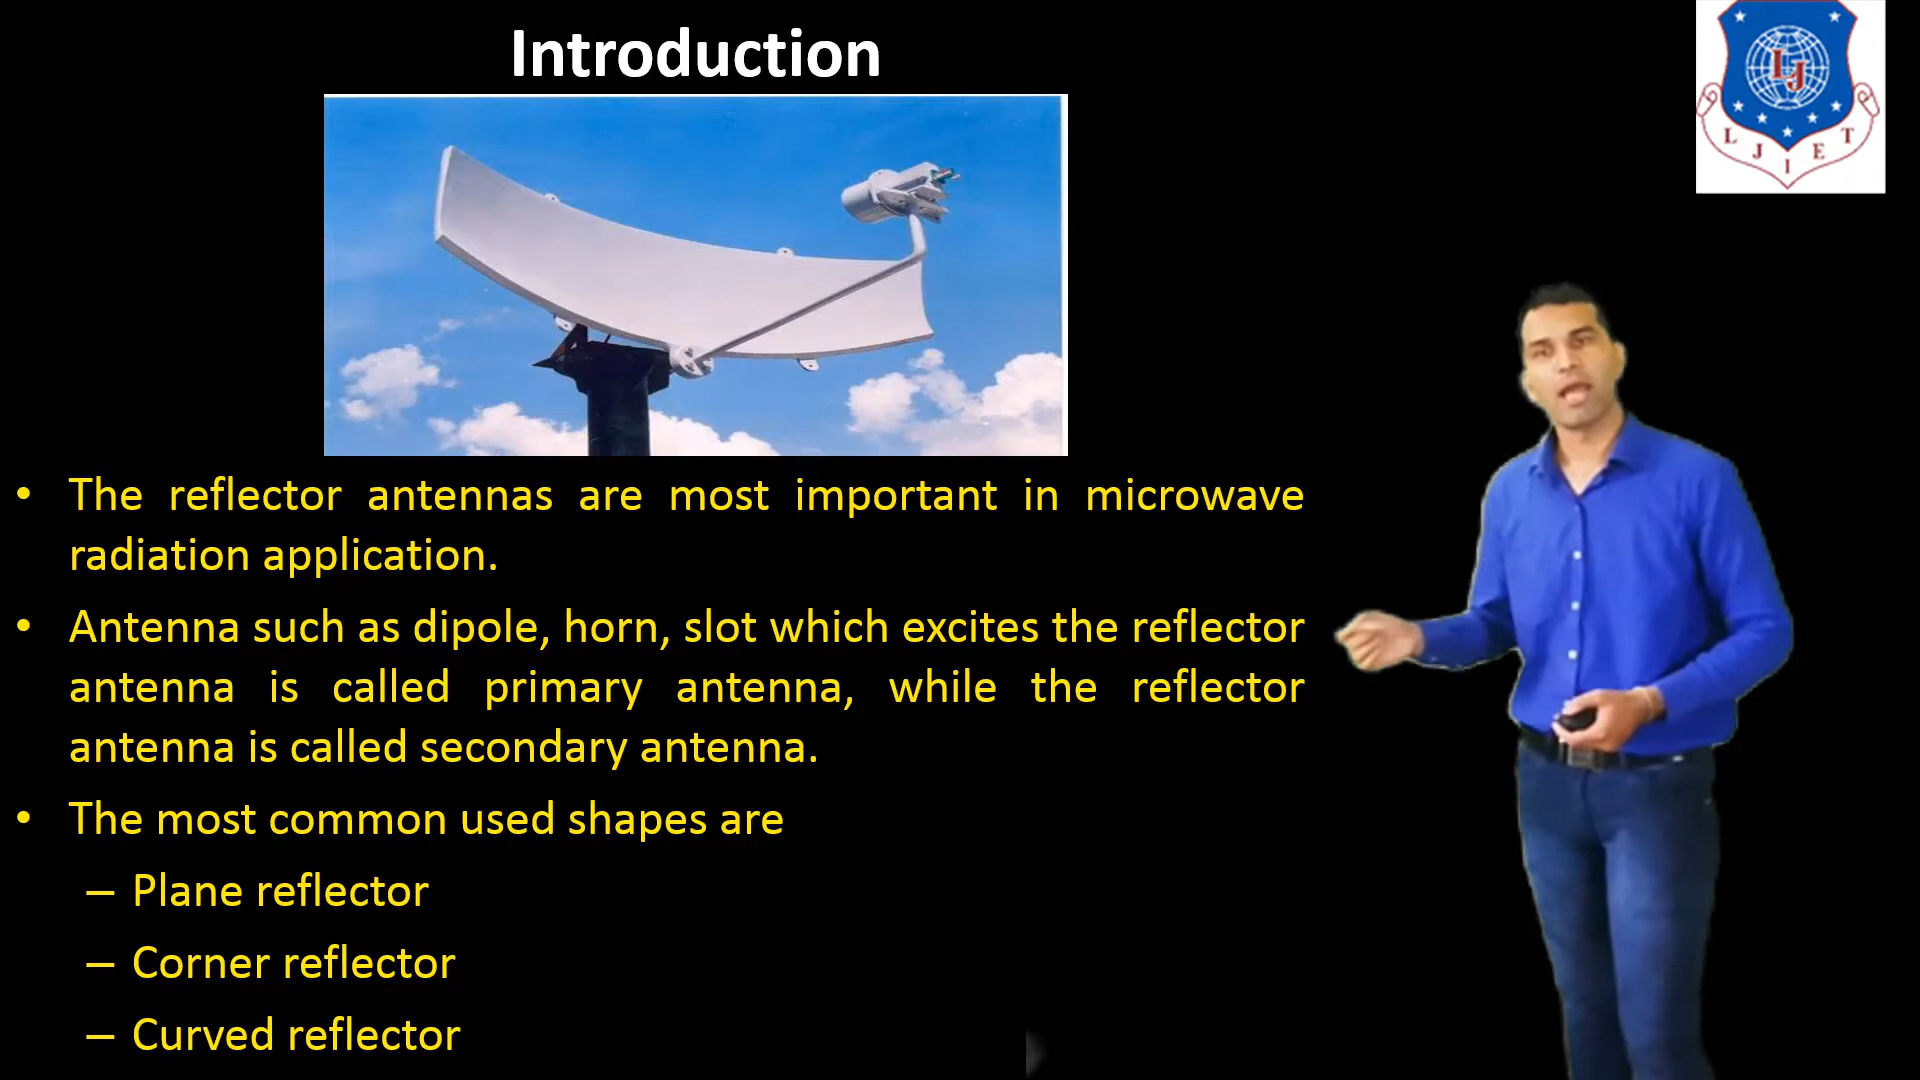 Introduction
LJ
L J I E T
• The reflector antennas are most important in microwave
radiation application.
• Antenna such as dipole, horn, slot which excites the reflector
antenna is called primary antenna, while the reflector
antenna is called secondary antenna.
• The most common used shapes are
– Plane reflector
– Corner reflector
– Curved reflector